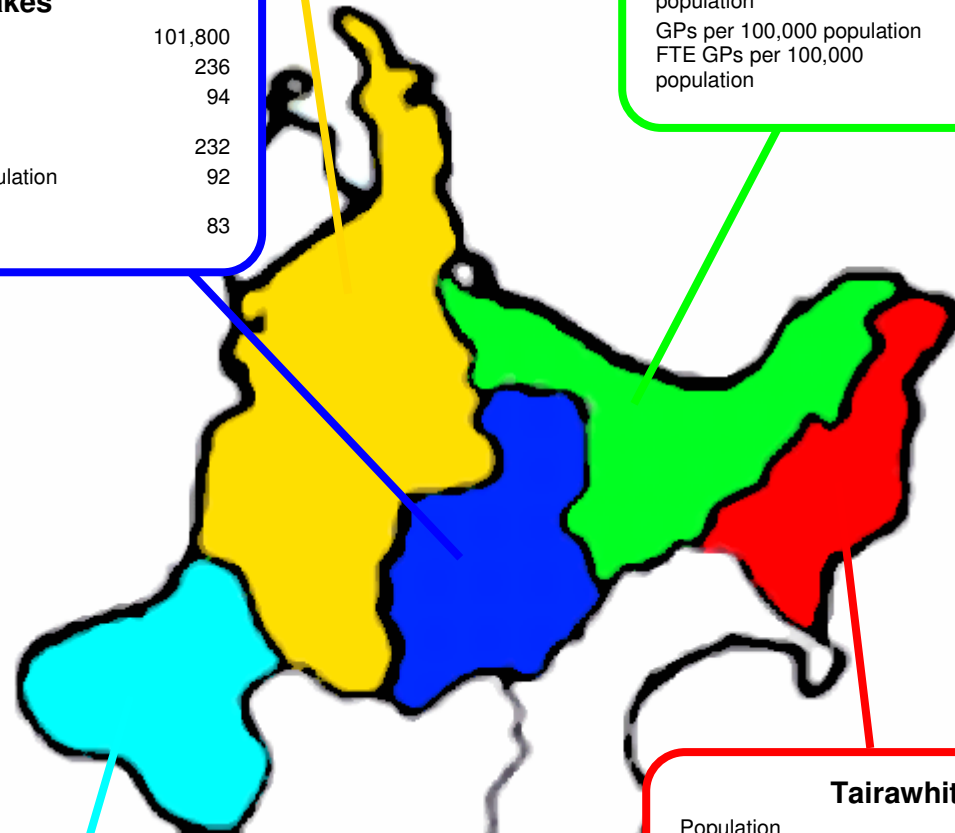 akes
101,800
236
94
232
ulation 92
83
population
GPs per 100,000 population
FTE GPs per 100,000
population
Tairawhit
Population